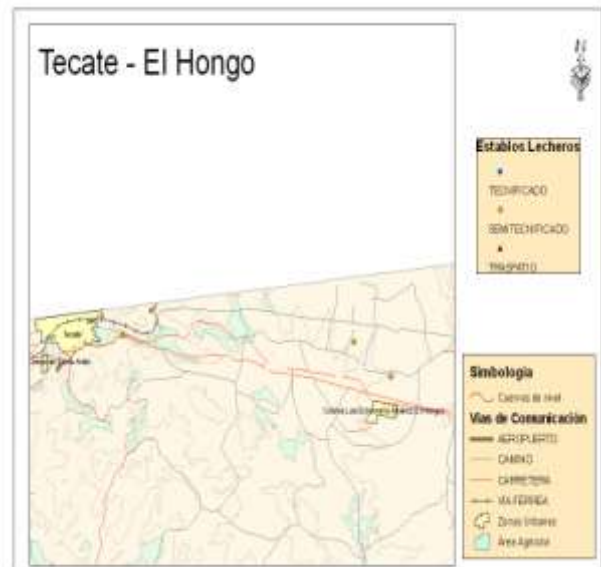 Tecate - El Hongo
N
Establos Lecheros
TECNIFICADO
SEMITECNIFICADO
TRASPATIO
Tecate
Simbología
Curvas de nivel
Vías de Comunicación
AEROPUERTO
CAMINO
CARRETERA
VIA FERREA
Zonas Urbanas
Área Agrícola